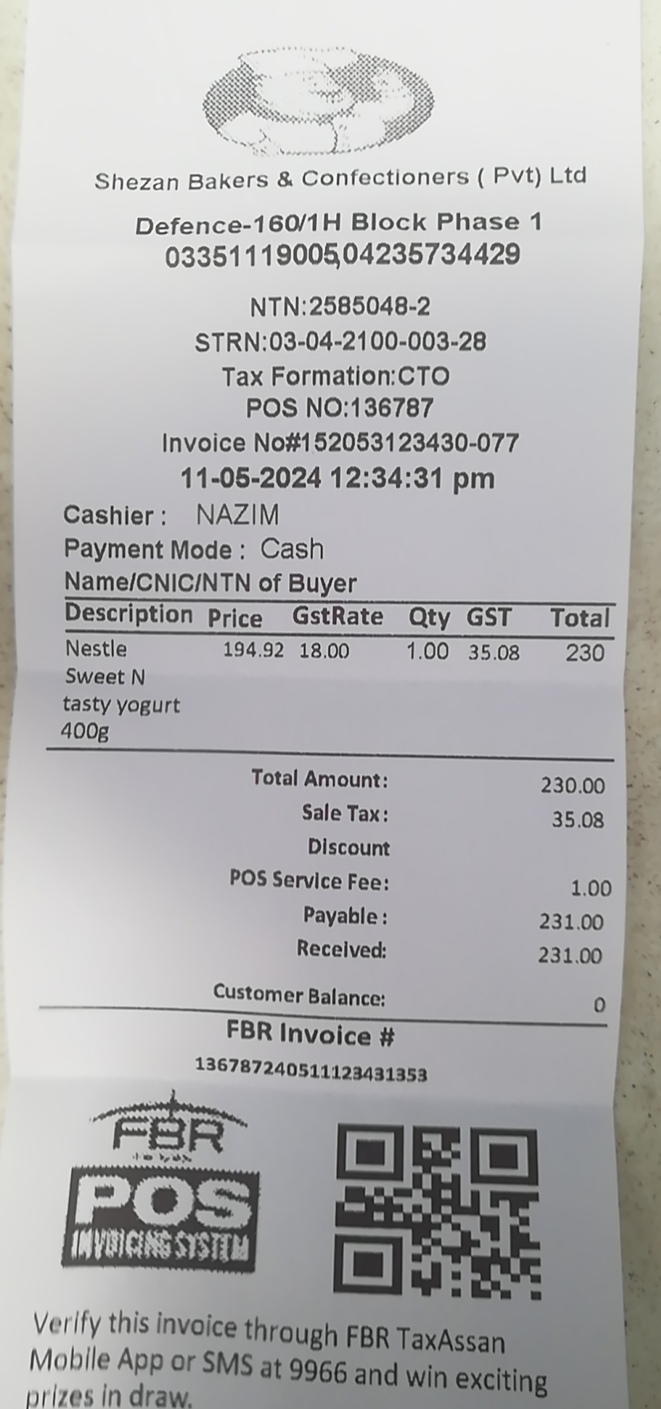 Shezan Bakers & Confectioners ( Pvt) Ltd
Defence-160/1H Block Phase 1
03351119005,04235734429
NTN:2585048-2
STRN:03-04-2100-003-28
Tax Formation:CTO
POS NO:136787
Invoice No#152053123430-077
11-05-2024 12:34:31 pm
Cashier : NAZIM
Payment Mode : Cash
Name/CNIC/NTN of Buyer
Description Price GstRate Qty GST Total
Nestle 194.92 18.00 1.00 35.08 230
Sweet N
tasty yogurt
400g
Total Amount: 230.00
Sale Tax: 35.08
Discount
POS Service Fee: 1.00
Payable : 231.00
Received: 231.00
Customer Balance: 0
FBR Invoice #
136787240511123431353
FBR
POS
INVOICING SYSTEM
Verify this invoice through FBR TaxAssan
Mobile App or SMS at 9966 and win exciting
prizes in draw.